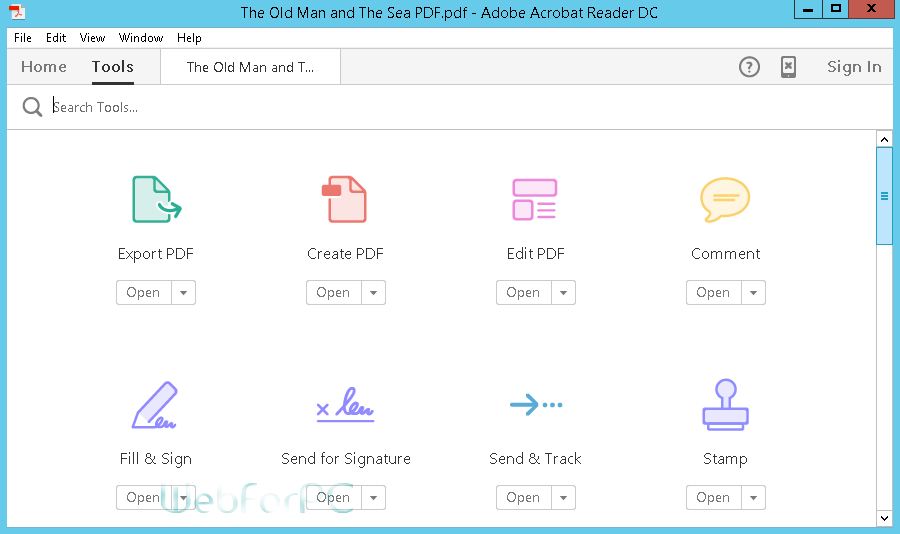 The Old Man and The Sea PDF.pdf - Adobe Acrobat Reader DC
File Edit View Window Help
Home Tools The Old Man and T... Sign In
Search Tools...
Export PDF Create PDF Edit PDF Comment
Open Open Open Open
Fill & Sign Send for Signature Send & Track Stamp
Open Open Open Open
WebForPC